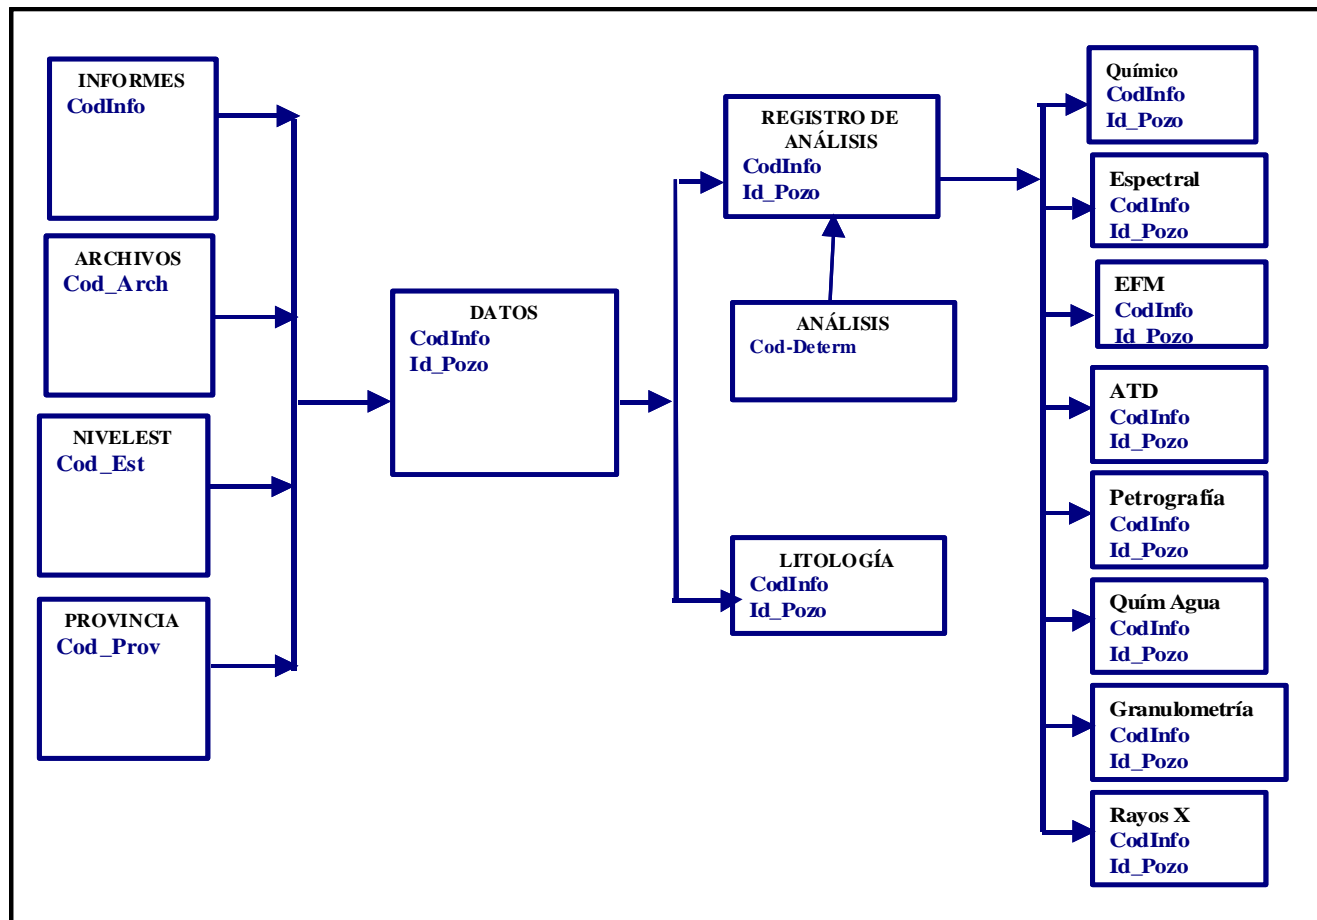 INFORMES
CodInfo
ARCHIVOS
Cod_Arch
NIVELEST
Cod_Est
PROVINCIA
Cod_Prov
DATOS
CodInfo
Id_Pozo
REGISTRO DE
ANÁLISIS
CodInfo
Id_Pozo
ANÁLISIS
Cod-Determ
LITOLOGÍA
CodInfo
Id_Pozo
Químico
CodInfo
Id_Pozo
Espectral
CodInfo
Id_Pozo
EFM
CodInfo
Id_Pozo
ATD
CodInfo
Id_Pozo
Petrografía
CodInfo
Id_Pozo
Quím Agua
CodInfo
Id_Pozo
Granulometría
CodInfo
Id_Pozo
Rayos X
CodInfo
Id_Pozo